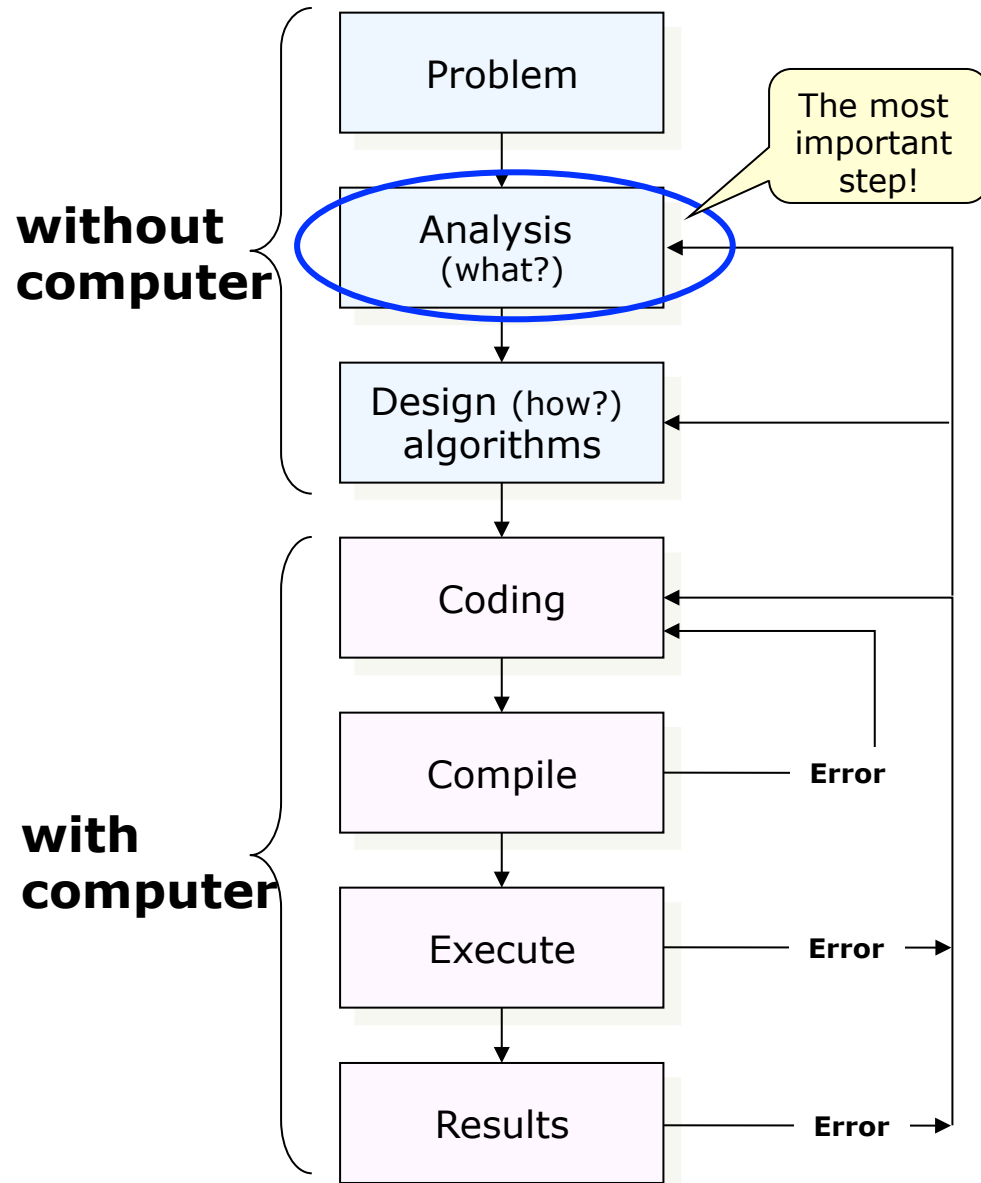 Problem
The most
important
step!
without
computer
Analysis
(what?)
Design (how?)
algorithms
Coding
Compile
Error
with
computer
Execute
Error
Results
Error